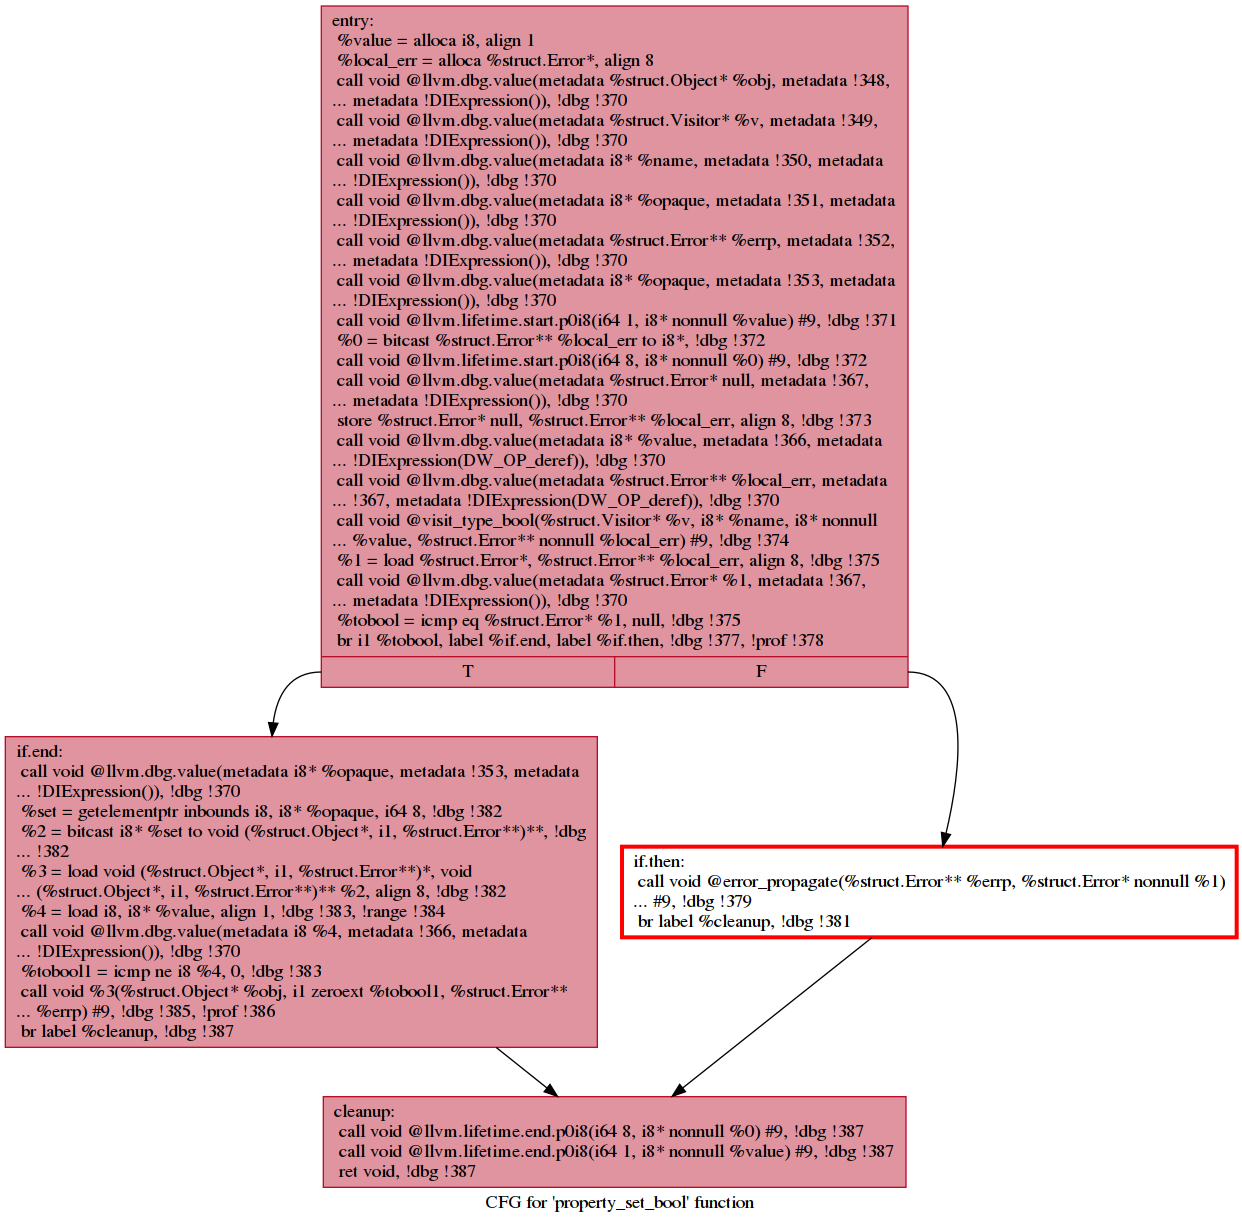 entry:
%value = alloca i8, align 1
%local_err = alloca %struct.Error*, align 8
call void @llvm.dbg.value(metadata %struct.Object* %obj, metadata !348,
... metadata !DIExpression()), !dbg !370
call void @llvm.dbg.value(metadata %struct.Visitor* %v, metadata !349,
... metadata !DIExpression()), !dbg !370
call void @llvm.dbg.value(metadata i8* %name, metadata !350, metadata
... !DIExpression()), !dbg !370
call void @llvm.dbg.value(metadata i8* %opaque, metadata !351, metadata
... !DIExpression()), !dbg !370
call void @llvm.dbg.value(metadata %struct.Error** %errp, metadata !352,
... metadata !DIExpression()), !dbg !370
call void @llvm.dbg.value(metadata i8* %opaque, metadata !353, metadata
... !DIExpression()), !dbg !370
call void @llvm.lifetime.start.p0i8(i64 1, i8* nonnull %value) #9, !dbg !371
%0 = bitcast %struct.Error** %local_err to i8*, !dbg !372
call void @llvm.lifetime.start.p0i8(i64 8, i8* nonnull %0) #9, !dbg !372
call void @llvm.dbg.value(metadata %struct.Error* null, metadata !367,
... metadata !DIExpression()), !dbg !370
store %struct.Error* null, %struct.Error** %local_err, align 8, !dbg !373
call void @llvm.dbg.value(metadata i8* %value, metadata !366, metadata
... !DIExpression(DW_OP_deref)), !dbg !370
call void @llvm.dbg.value(metadata %struct.Error** %local_err, metadata
... !367, metadata !DIExpression(DW_OP_deref)), !dbg !370
call void @visit_type_bool(%struct.Visitor* %v, i8* %name, i8* nonnull
... %value, %struct.Error** nonnull %local_err) #9, !dbg !374
%1 = load %struct.Error*, %struct.Error** %local_err, align 8, !dbg !375
call void @llvm.dbg.value(metadata %struct.Error* %1, metadata !367,
... metadata !DIExpression()), !dbg !370
%tobool = icmp eq %struct.Error* %1, null, !dbg !375
br i1 %tobool, label %if.end, label %if.then, !dbg !377, !prof !378
T
F
if.end:
call void @llvm.dbg.value(metadata i8* %opaque, metadata !353, metadata
... !DIExpression()), !dbg !370
%set = getelementptr inbounds i8, i8* %opaque, i64 8, !dbg !382
%2 = bitcast i8* %set to void (%struct.Object*, i1, %struct.Error**)**, !dbg
... !382
%3 = load void (%struct.Object*, i1, %struct.Error**)*, void
... (%struct.Object*, i1, %struct.Error**)** %2, align 8, !dbg !382
%4 = load i8, i8* %value, align 1, !dbg !383, !range !384
call void @llvm.dbg.value(metadata i8 %4, metadata !366, metadata
... !DIExpression()), !dbg !370
%tobool1 = icmp ne i8 %4, 0, !dbg !383
call void %3(%struct.Object* %obj, i1 zeroext %tobool1, %struct.Error**
... %errp) #9, !dbg !385, !prof !386
br label %cleanup, !dbg !387
if.then:
call void @error_propagate(%struct.Error** %errp, %struct.Error* nonnull %1)
... #9, !dbg !379
br label %cleanup, !dbg !381
cleanup:
call void @llvm.lifetime.end.p0i8(i64 8, i8* nonnull %0) #9, !dbg !387
call void @llvm.lifetime.end.p0i8(i64 1, i8* nonnull %value) #9, !dbg !387
ret void, !dbg !387
CFG for 'property_set_bool' function